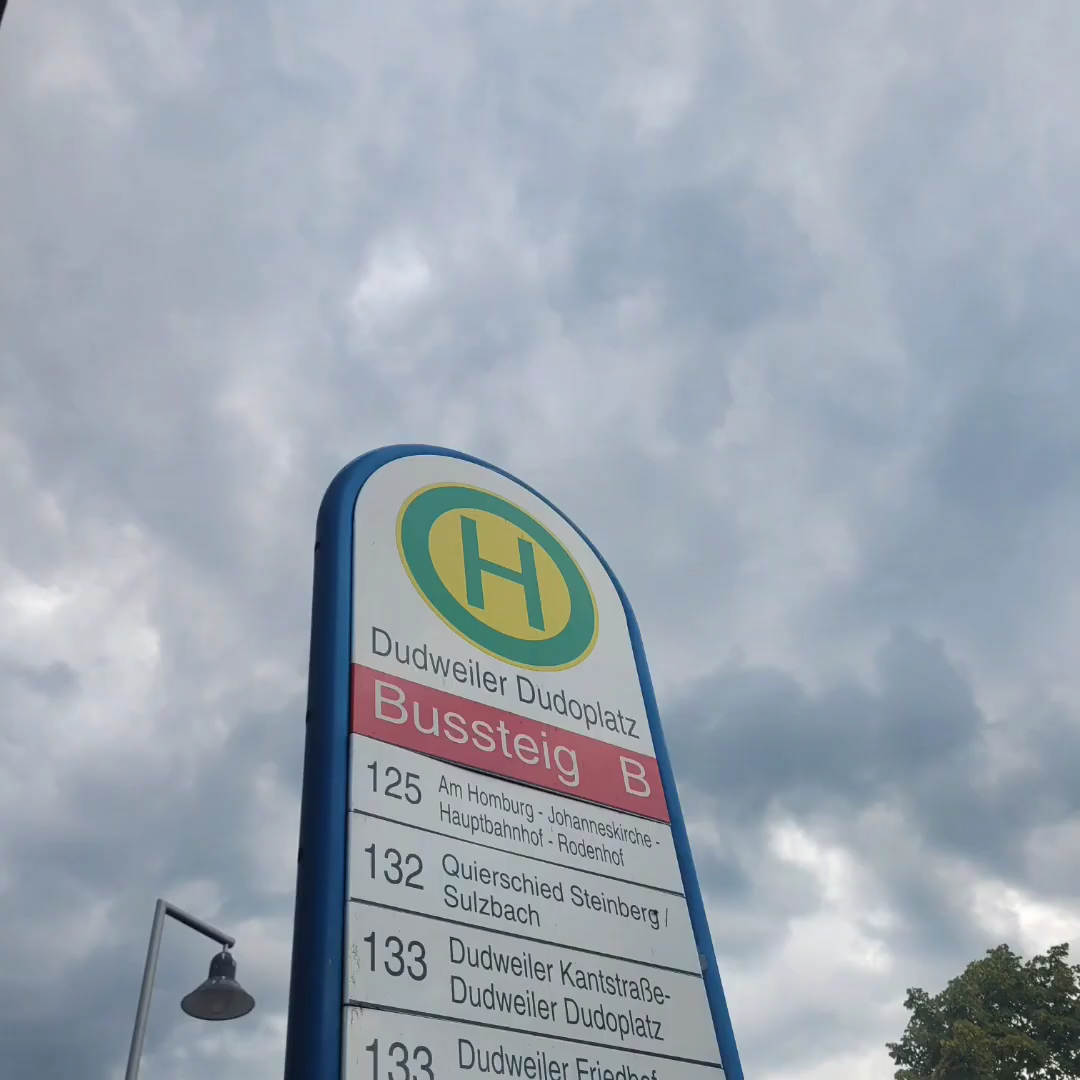 H
Dudweiler Dudoplatz
Bussteig B
125 Am Homburg - Johanneskirche -
Hauptbahnhof - Rodenhof
132 Quierschied Steinberg /
Sulzbach
133 Dudweiler Kantstraße-
Dudweiler Dudoplatz
133 Dudweiler Friedhof